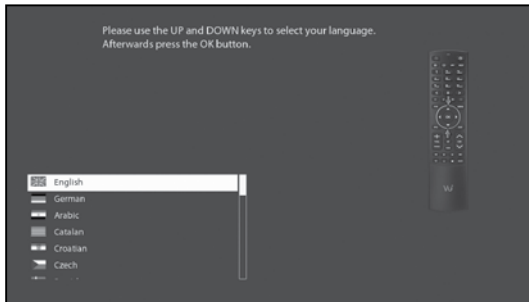 Please use the UP and DOWN keys to select your language.
Afterwards press the OK button.
English
German
Arabic
Catalan
Croatian
Czech